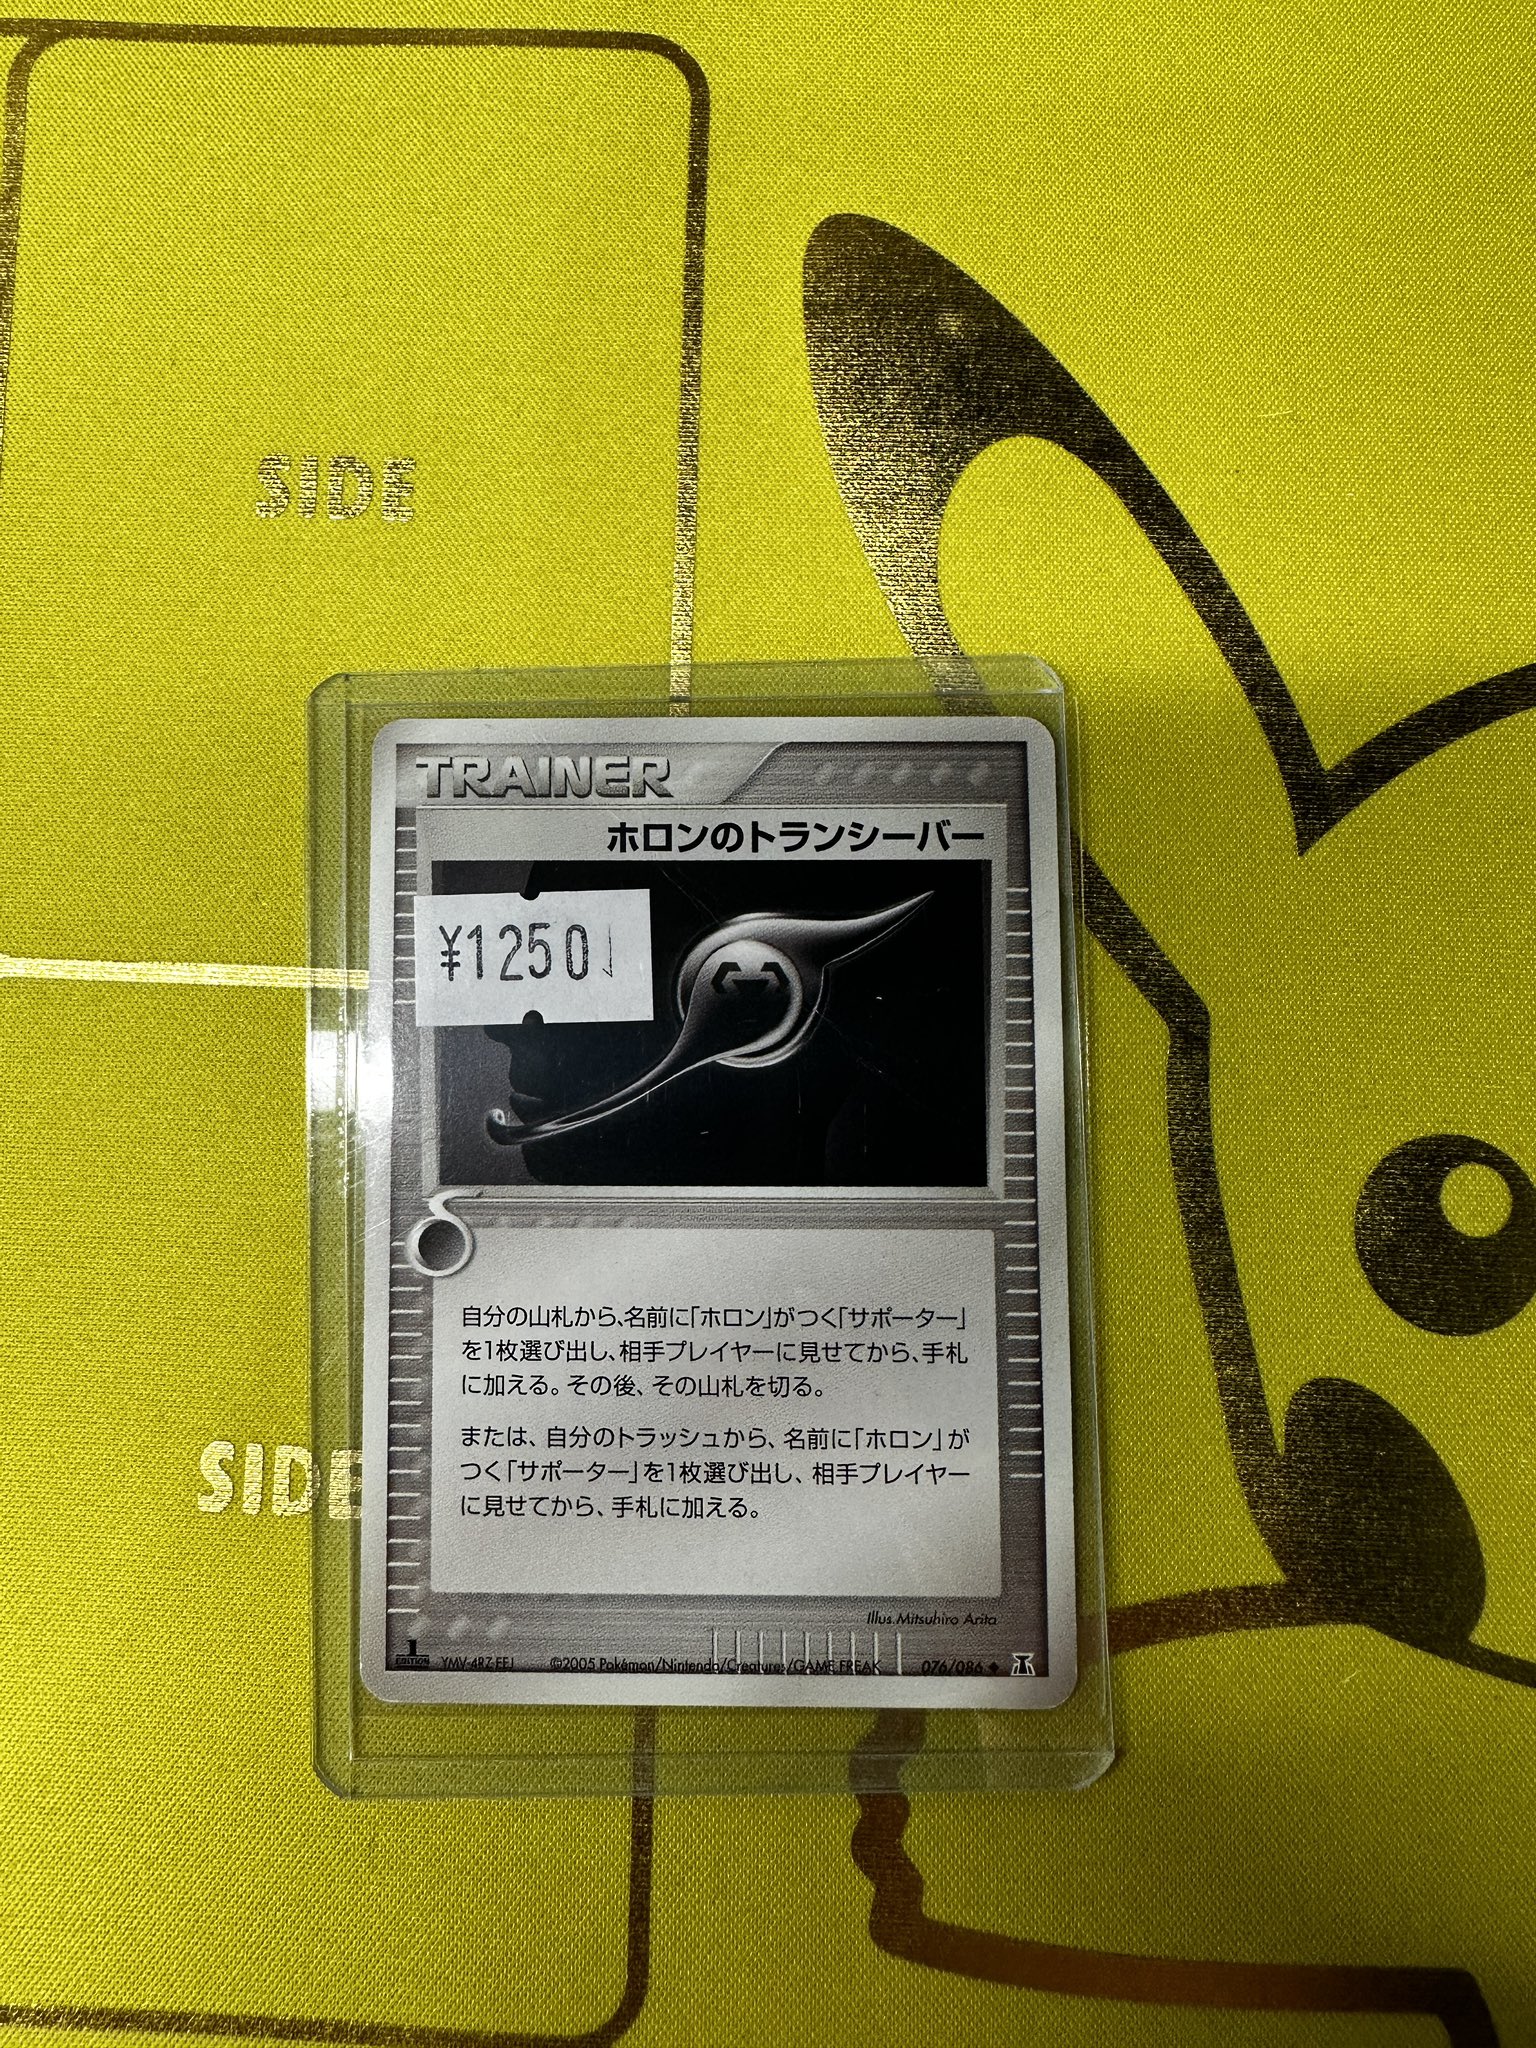 SIDE
TRAINER
ホロンのトランシーバー
¥1250
自分の山札から、名前に「ホロン」がつく「サポーター」
を1枚選び出し、相手プレイヤーに見せてから、手札
に加える。その後、その山札を切る。
または、自分のトラッシュから、名前に「ホロン」が
つく「サポーター」を1枚選び出し、相手プレイヤー
に見せてから、手札に加える。
SIDE
Illus.Mitsuhiro Arita
1 EDITION YMV-4RZ-EEJ ©2005 Pokémon/Nintendo/Creatures/GAME FREAK 076/086